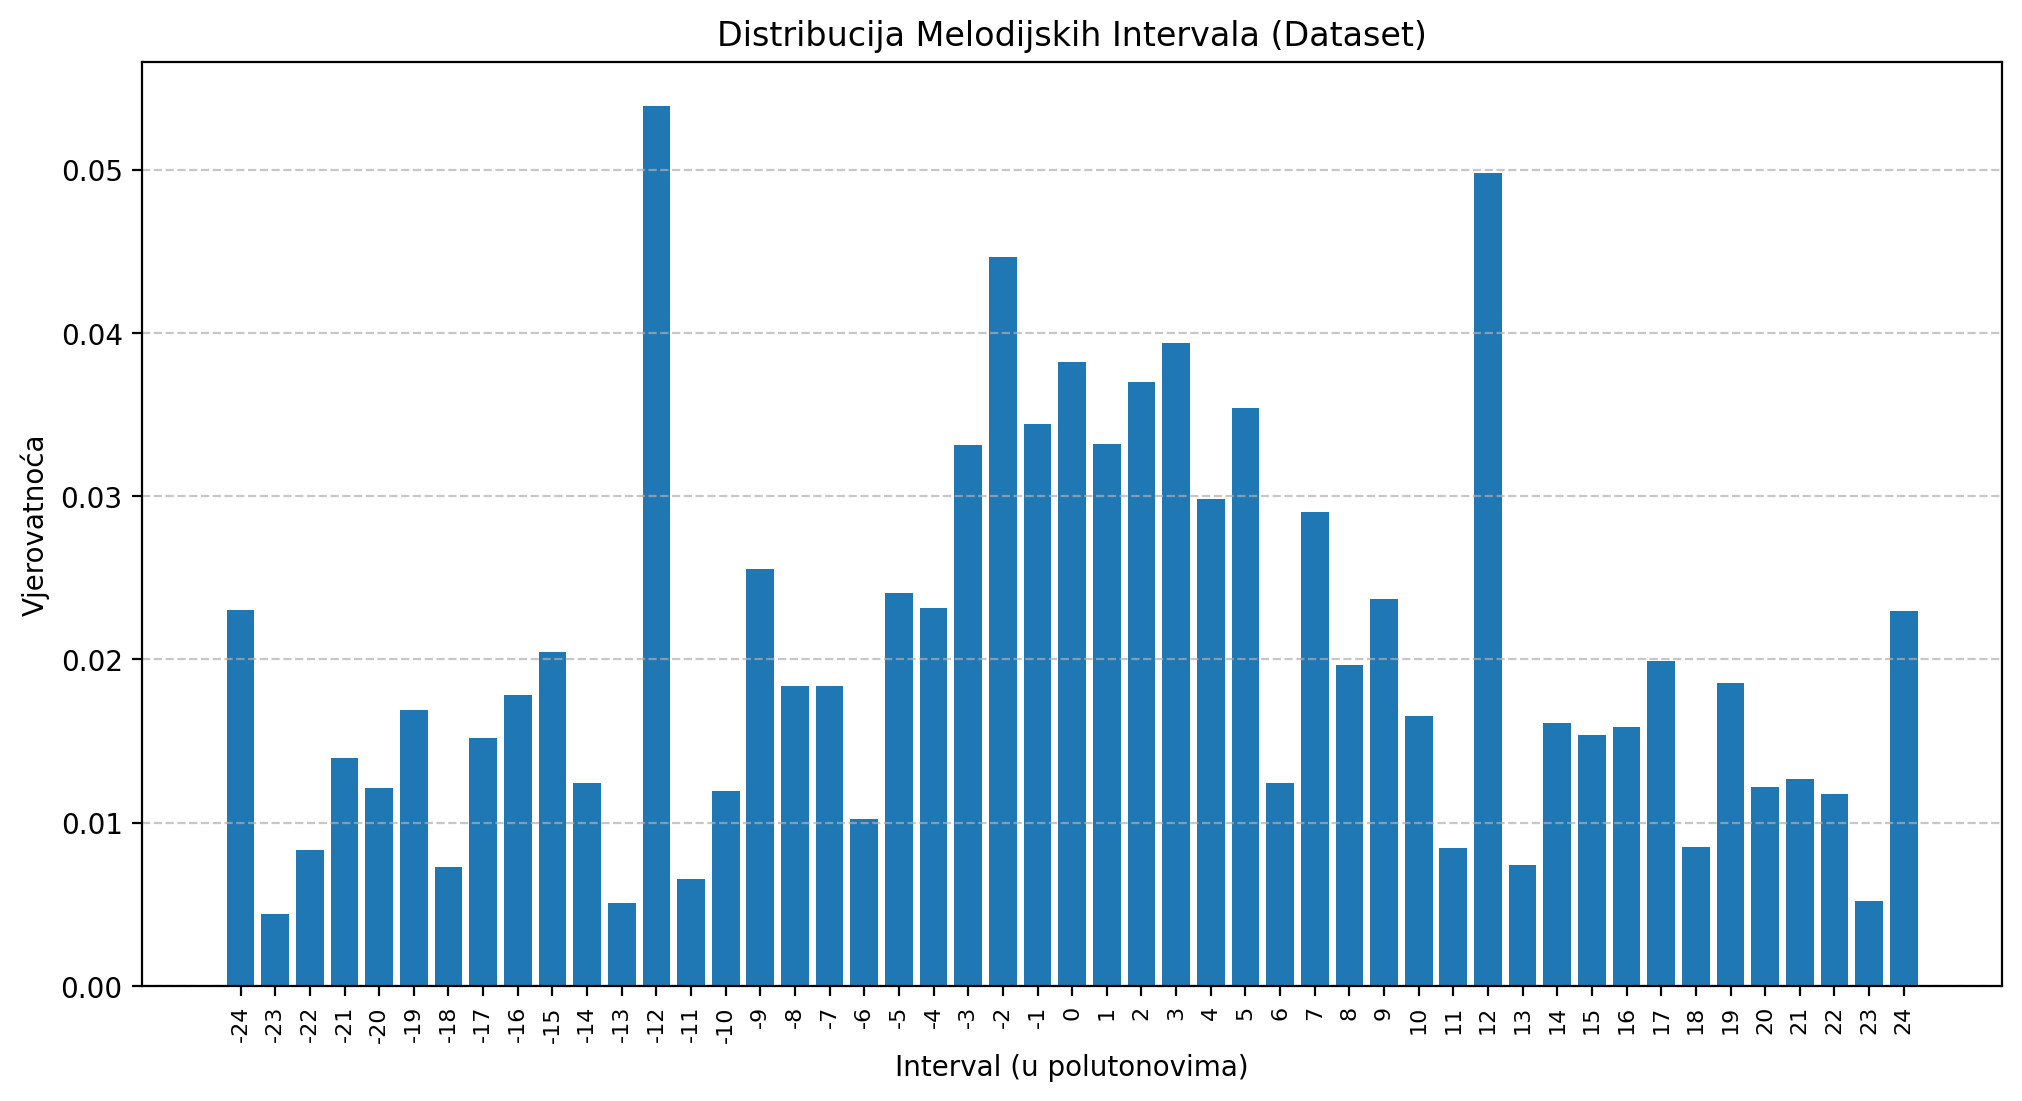 Distribucija Melodijskih Intervala (Dataset)
Vjerovatnoća
0.05
0.04
0.03
0.02
0.01
0.00
-24 -23 -22 -21 -20 -19 -18 -17 -16 -15 -14 -13 -12 -11 -10 -9 -8 -7 -6 -5 -4 -3 -2 -1 0 1 2 3 4 5 6 7 8 9 10 11 12 13 14 15 16 17 18 19 20 21 22 23 24
Interval (u polutonovima)